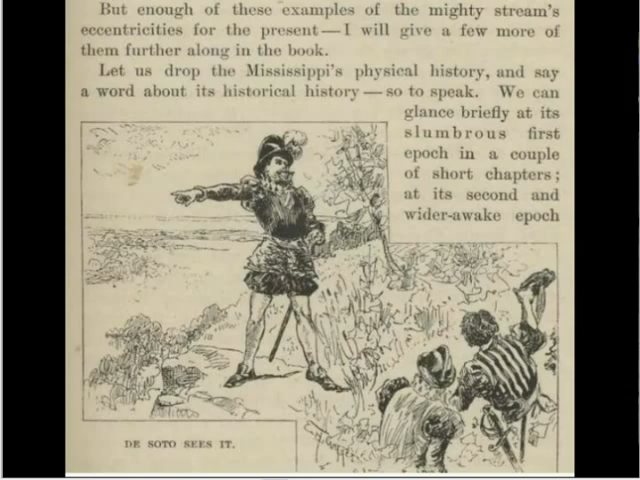 But enough of these examples of the mighty stream's
eccentricities for the present—I will give a few more of
them further along in the book.
Let us drop the Mississippi's physical history, and say
a word about its historical history—so to speak. We can
glance briefly at its
slumbrous first
epoch in a couple
of short chapters;
at its second and
wider-awake epoch
DE SOTO SEES IT.